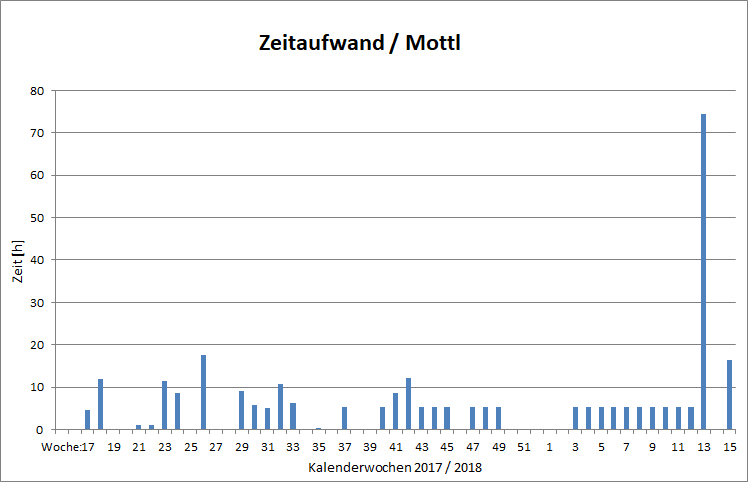 Zeitaufwand / Mottl
80
70
60
50
40
30
20
10
0
Zeit [h]
Woche: 17 19 21 23 25 27 29 31 33 35 37 39 41 43 45 47 49 51 1 3 5 7 9 11 13 15
Kalenderwochen 2017 / 2018